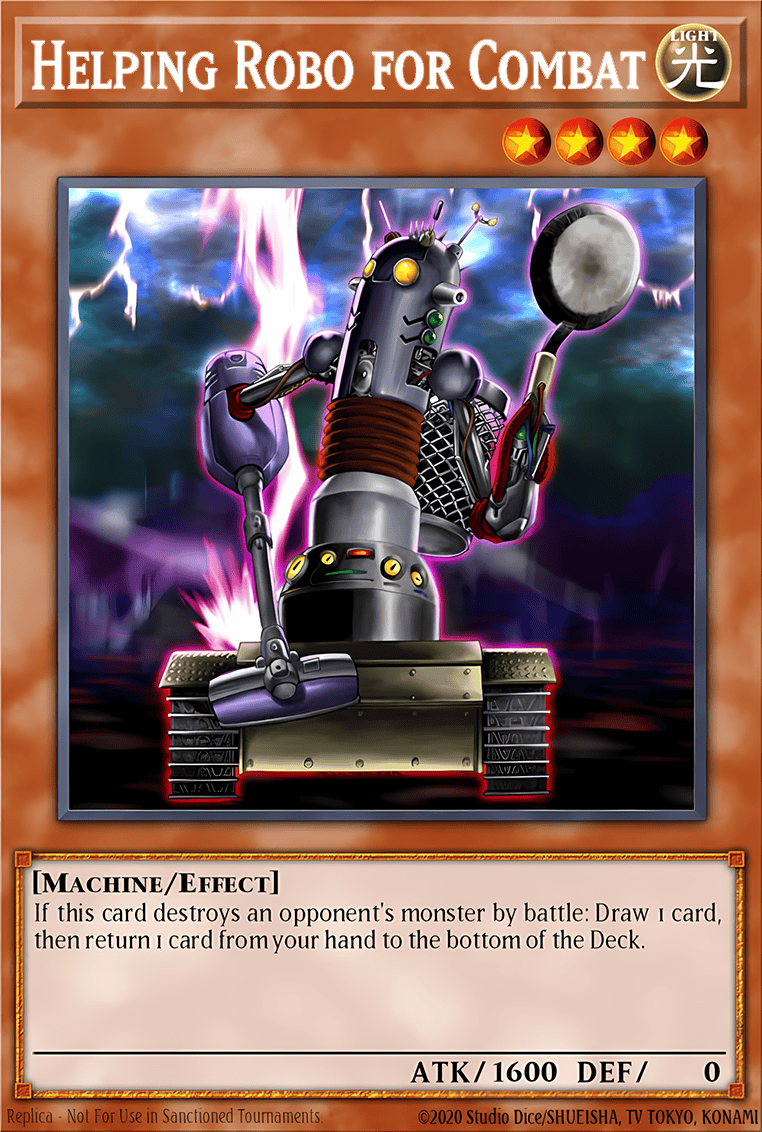 Helping Robo for Combat
LIGHT
光
[Machine/Effect]
If this card destroys an opponent's monster by battle: Draw 1 card,
then return 1 card from your hand to the bottom of the Deck.
ATK/1600 DEF/ 0
Replica - Not For Use in Sanctioned Tournaments. ©2020 Studio Dice/SHUEISHA, TV TOKYO, KONAMI